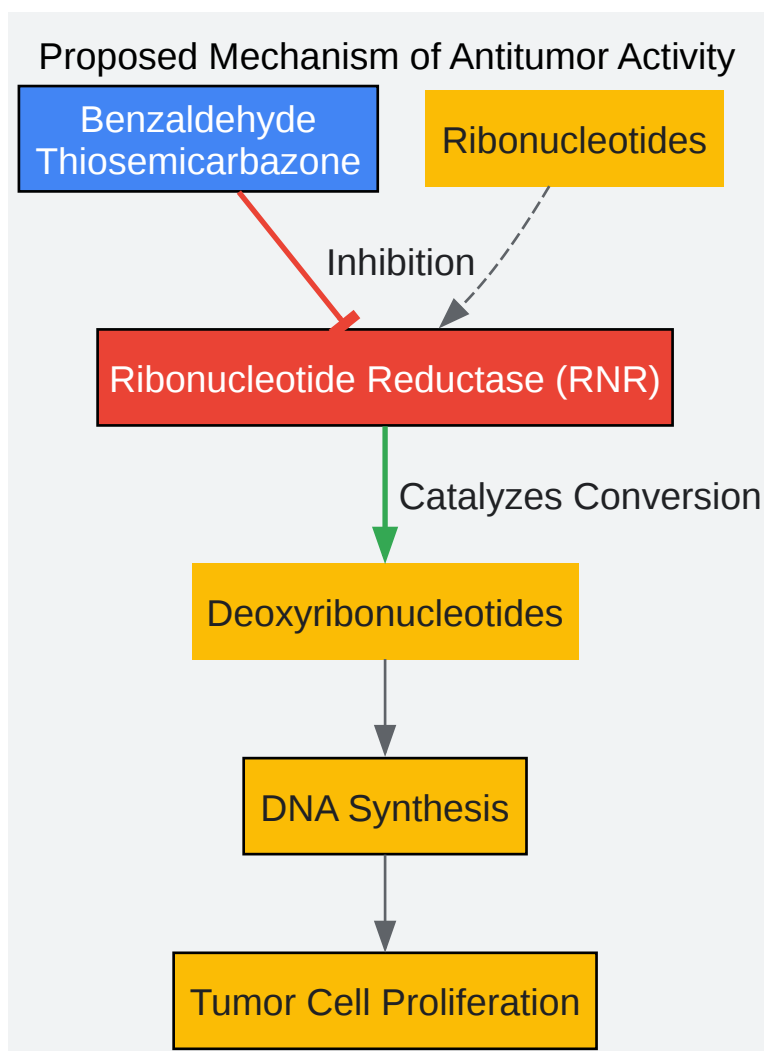 Proposed Mechanism of Antitumor Activity
Benzaldehyde
Thiosemicarbazone
Ribonucleotides
Inhibition
Ribonucleotide Reductase (RNR)
Catalyzes Conversion
Deoxyribonucleotides
DNA Synthesis
Tumor Cell Proliferation